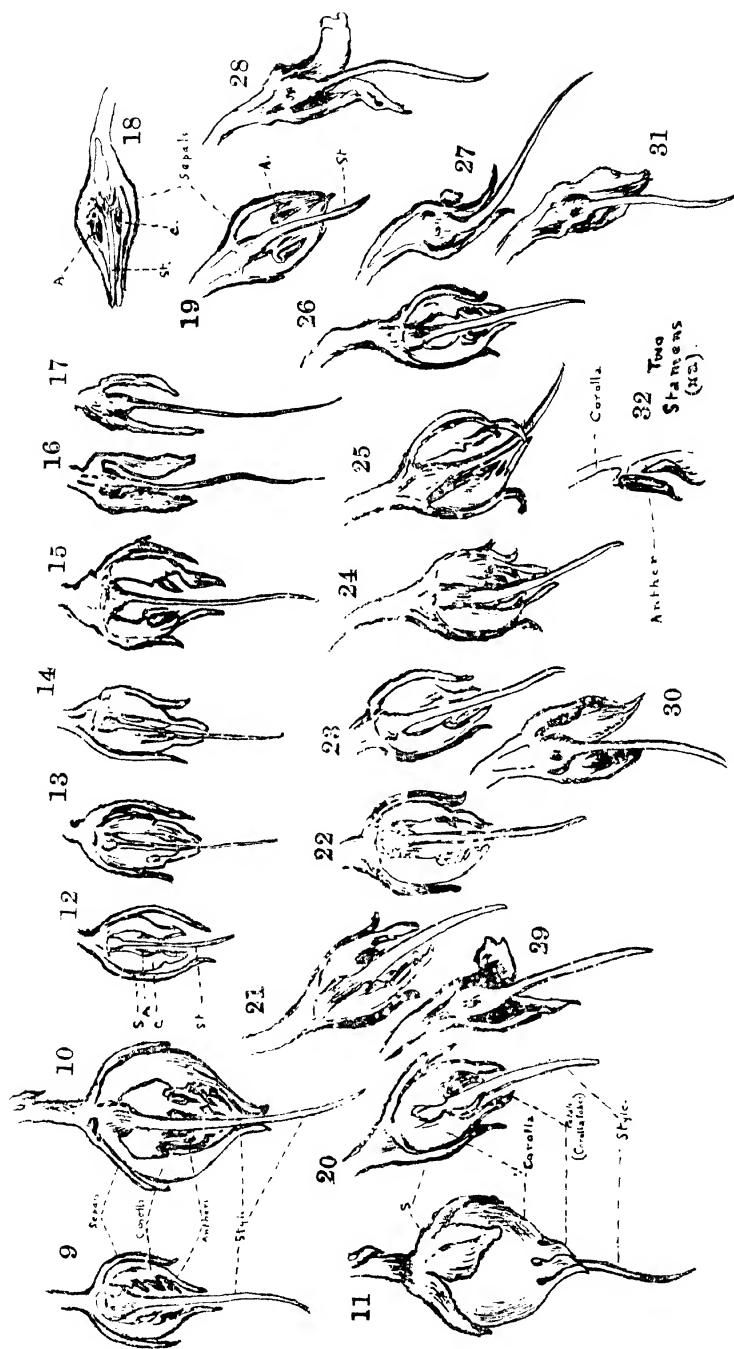 9
10
12
13
14
15
16
17
18
Sepals
Corolla
Anthers
Style
S
A
C
St
A
St.
C.
Sepals
11
20
21
22
23
24
25
26
19
28
A.
St
S
Corolla
Petals
(Corolla lobes)
Style.
29
30
27
31
Corolla
Anther
32 Two
Stamens
(x2).